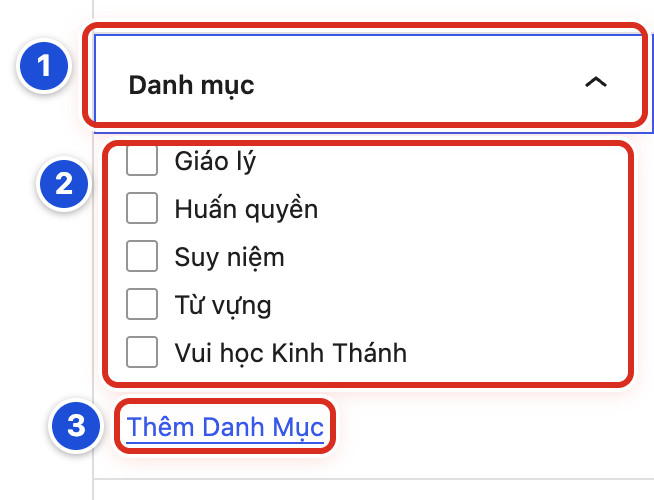 1
Danh mục
2
Giáo lý
Huấn quyền
Suy niệm
Từ vựng
Vui học Kinh Thánh
3
Thêm Danh Mục